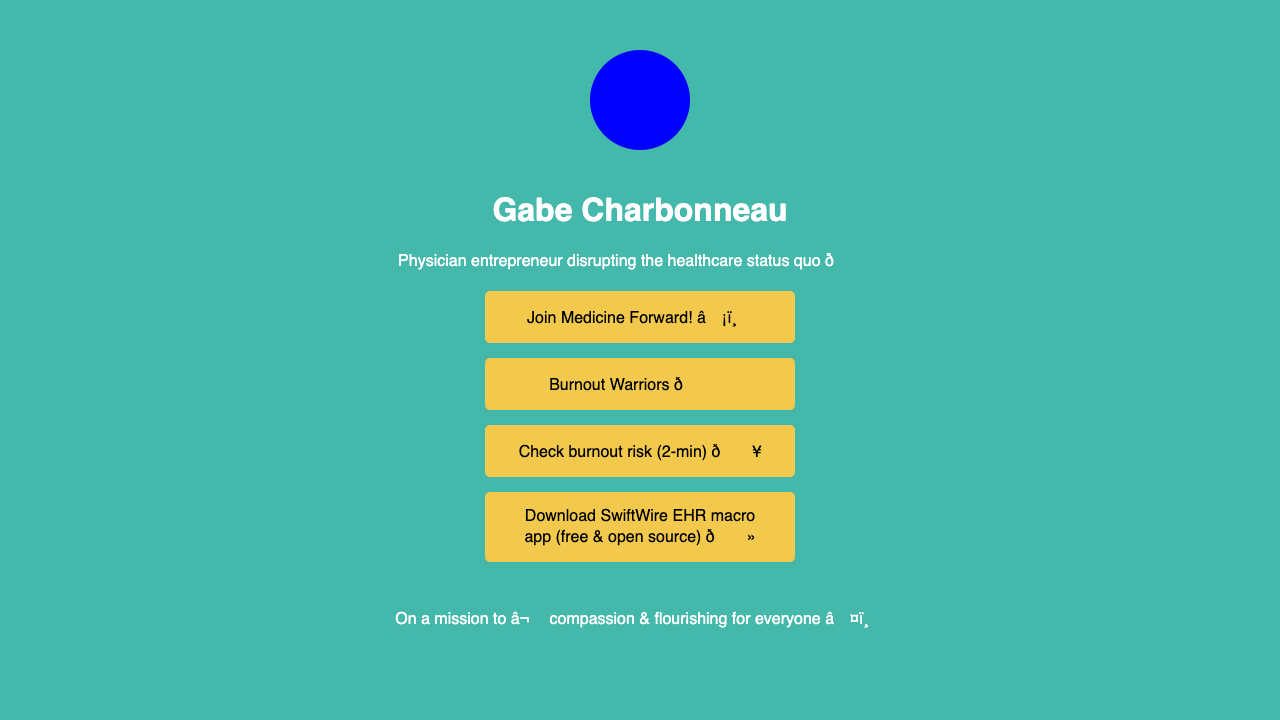 Gabe Charbonneau
Physician entrepreneur disrupting the healthcare status quo ð
Join Medicine Forward! â ¡ï¸
Burnout Warriors ð
Check burnout risk (2-min) ð ¥
Download SwiftWire EHR macro
app (free & open source) ð »
On a mission to â¬ compassion & flourishing for everyone â ¤ï¸